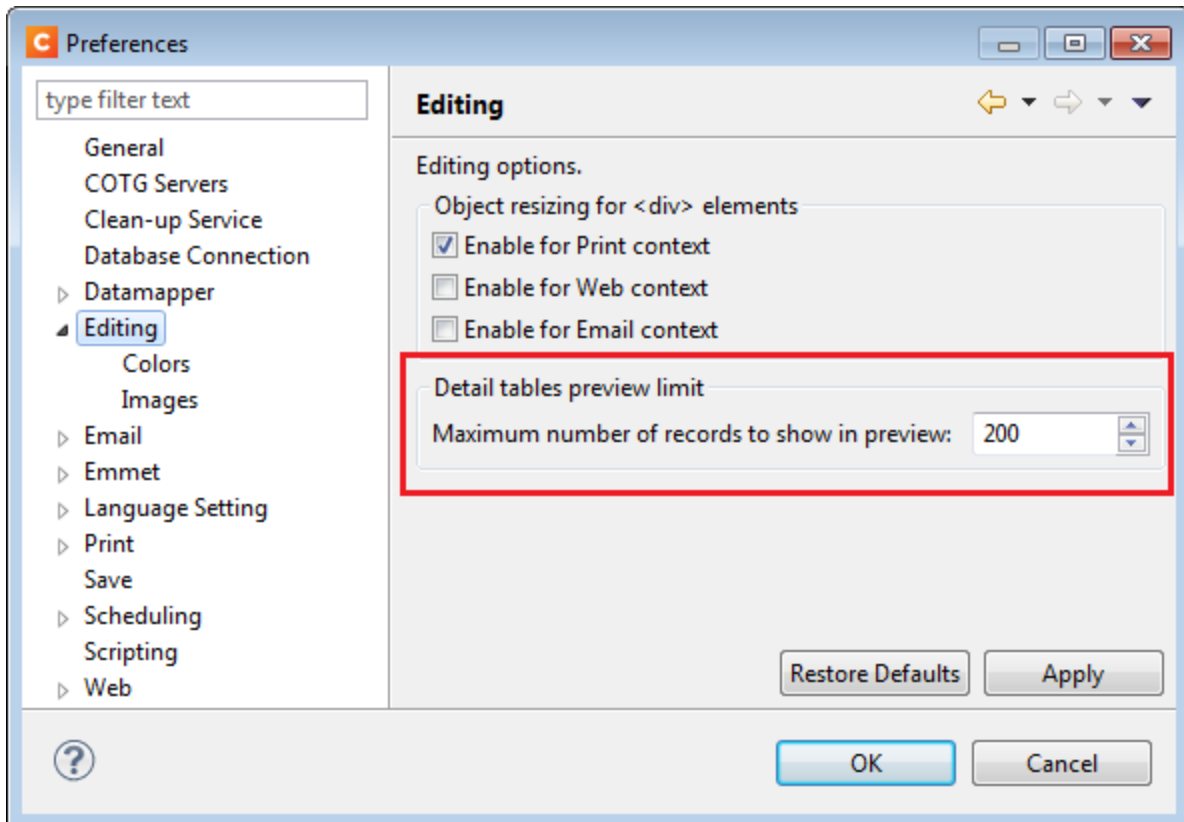 C Preferences
type filter text
General
COTG Servers
Clean-up Service
Database Connection
Datamapper
Editing
Colors
Images
Email
Emmet
Language Setting
Print
Save
Scheduling
Scripting
Web
Editing
Editing options.
Object resizing for <div> elements
Enable for Print context
Enable for Web context
Enable for Email context
Detail tables preview limit
Maximum number of records to show in preview: 200
Restore Defaults Apply
? OK Cancel